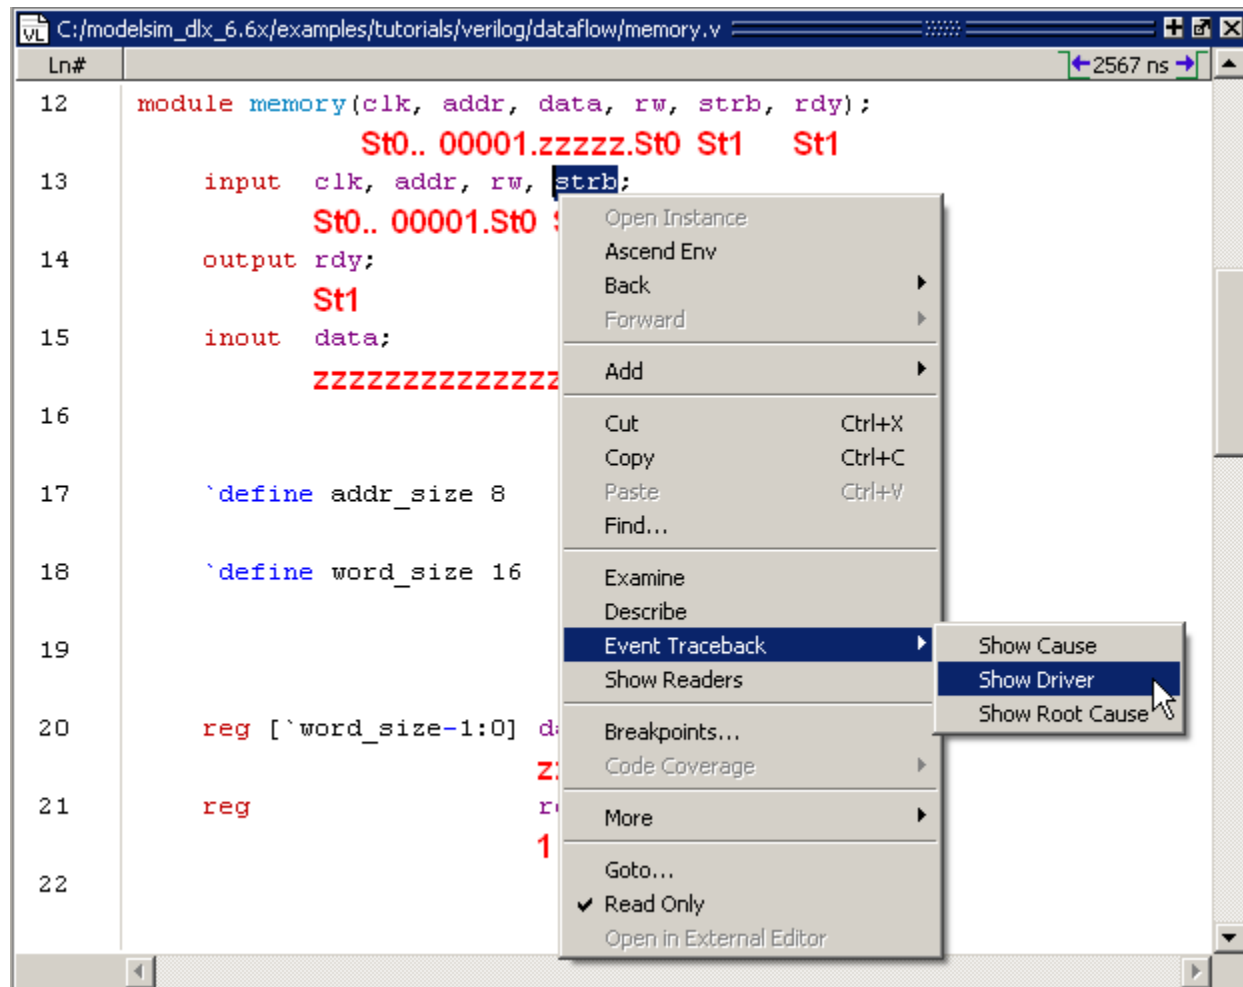 C:/modelsim_dlx_6.6x/examples/tutorials/verilog/dataflow/memory.v
Ln# 2567 ns
12 module memory(clk, addr, data, rw, strb, rdy);
St0.. 00001.zzzzz.St0 St1 St1
13 input clk, addr, rw, strb;
St0.. 00001.St0
14 output rdy;
St1
15 inout data;
zzzzzzzzzzzzzz
16
17 `define addr_size 8
18 `define word_size 16
19
20 reg [`word_size-1:0]
21 reg
1
22
Open Instance
Ascend Env
Back
Forward
Add
Cut Ctrl+X
Copy Ctrl+C
Paste Ctrl+V
Find...
Examine
Describe
Event Traceback
Show Readers
Breakpoints...
Code Coverage
More
Goto...
Read Only
Open in External Editor
Show Cause
Show Driver
Show Root Cause